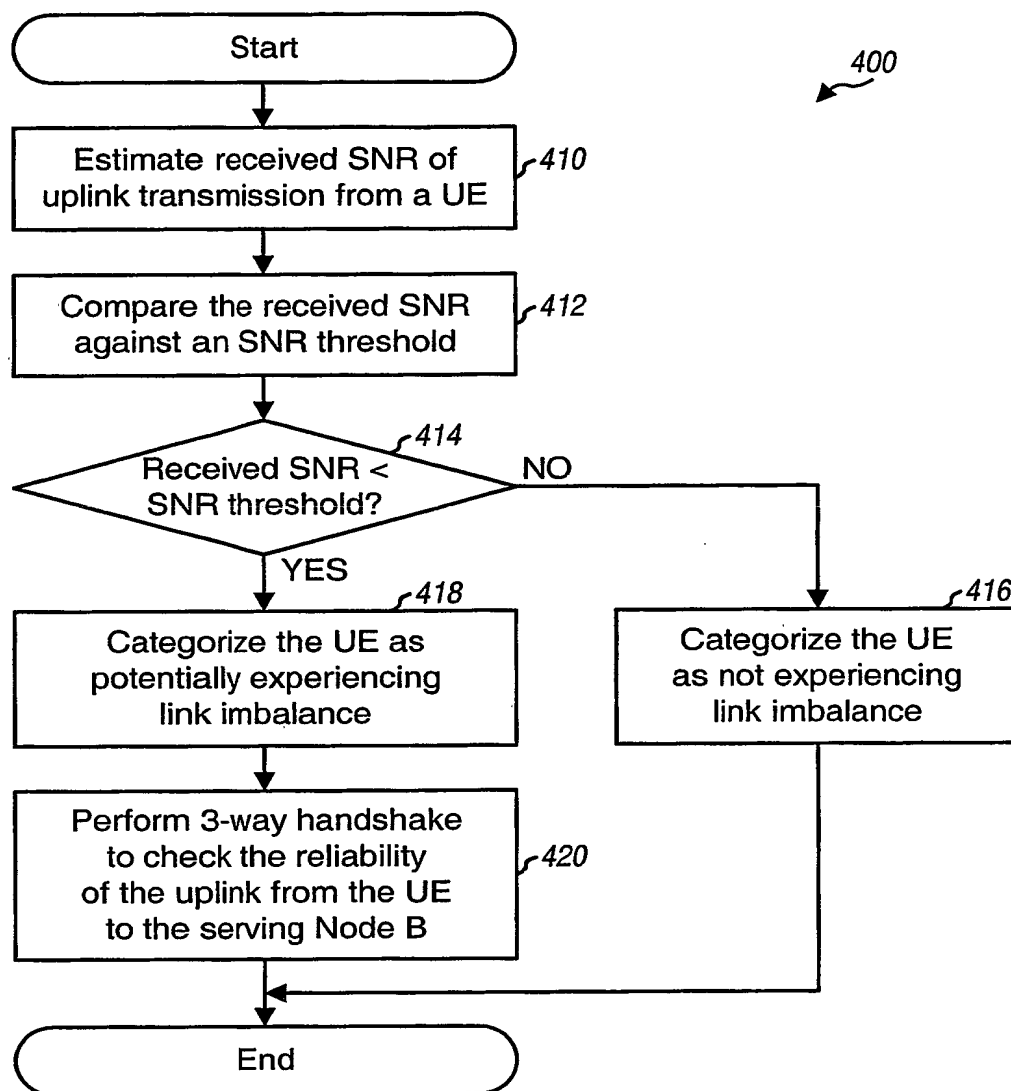 Start
400
Estimate received SNR of
uplink transmission from a UE
410
Compare the received SNR
against an SNR threshold
412
414
Received SNR <
SNR threshold?
NO
YES
418
Categorize the UE as
potentially experiencing
link imbalance
416
Categorize the UE
as not experiencing
link imbalance
Perform 3-way handshake
to check the reliability
of the uplink from the UE
to the serving Node B
420
End